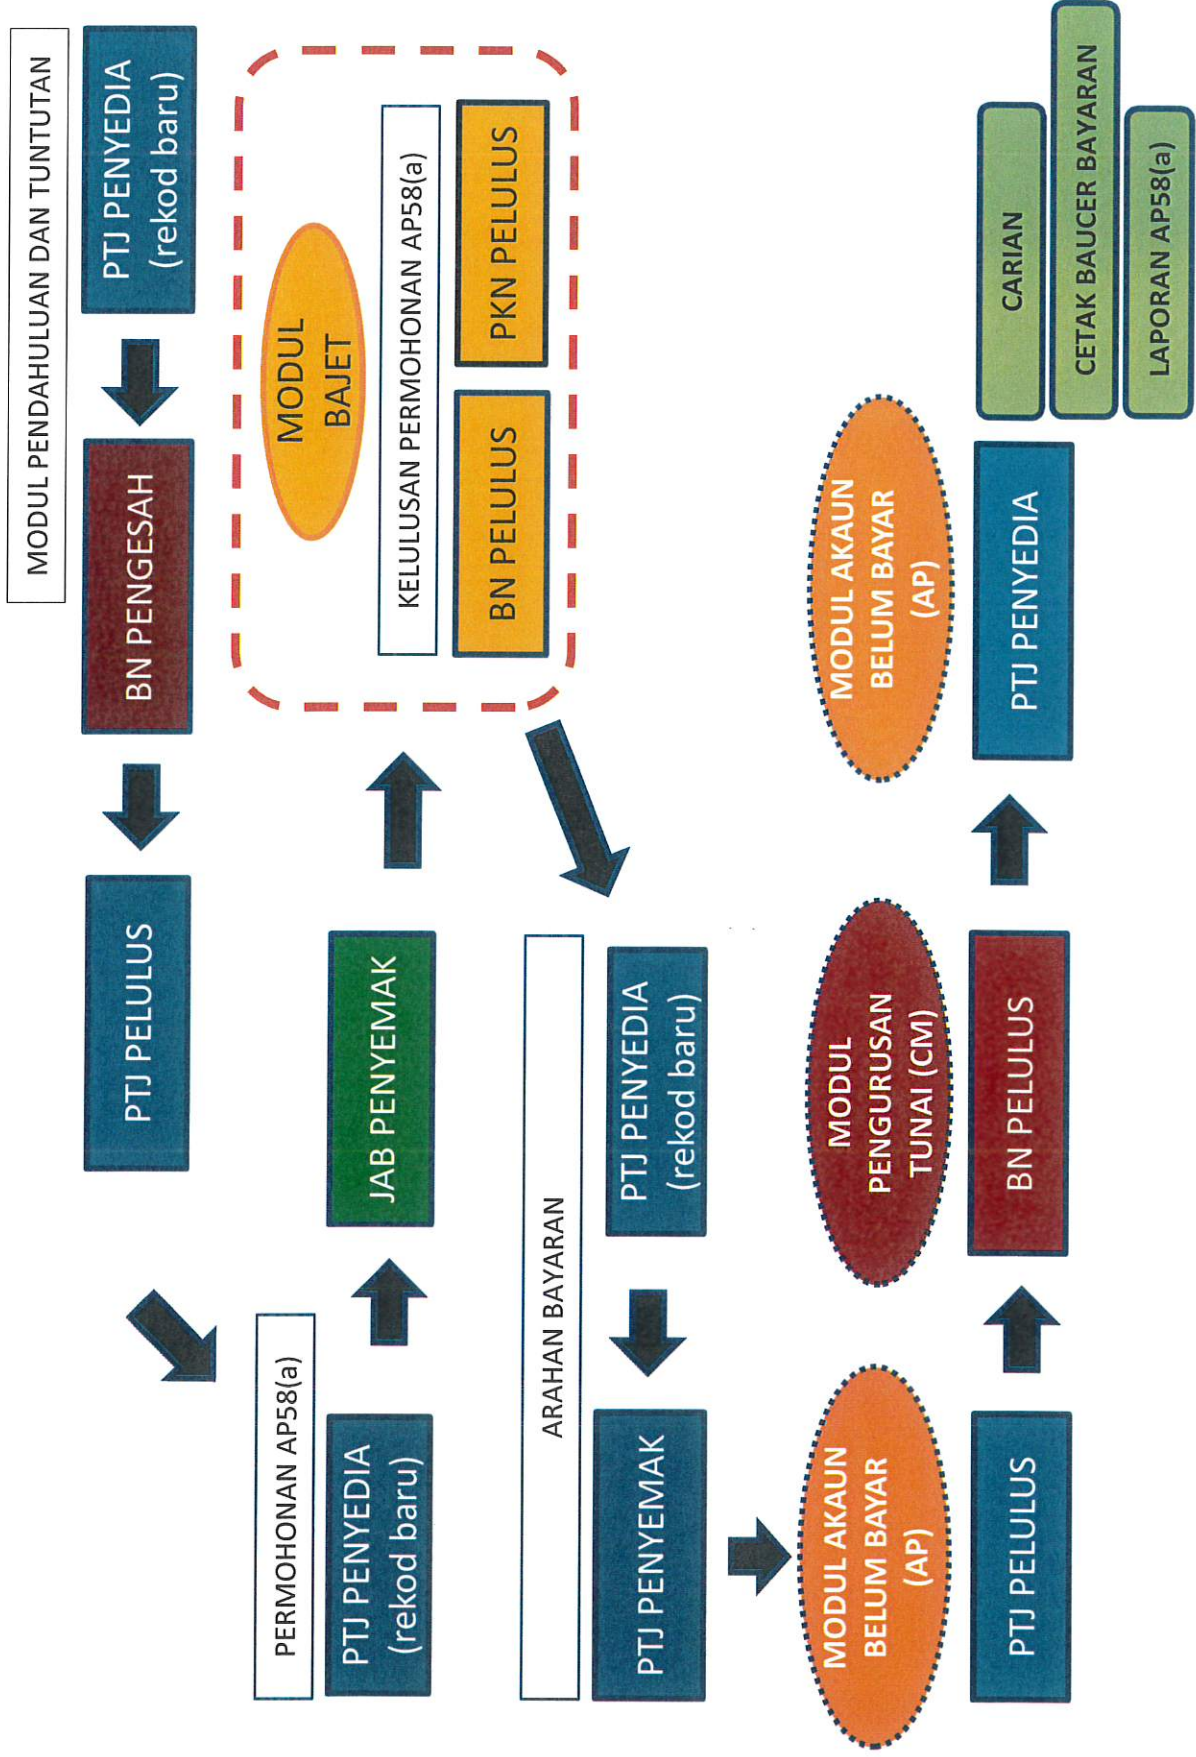 MODUL PENDAHULUAN DAN TUNTUTAN
PTJ PENYEDIA
(rekod baru)
BN PENGESAH
PTJ PELULUS
PERMOHONAN AP58(a)
PTJ PENYEDIA
(rekod baru)
JAB PENYEMAK
MODUL
BAJET
KELULUSAN PERMOHONAN AP58(a)
BN PELULUS
PKN PELULUS
ARAHAN BAYARAN
PTJ PENYEDIA
(rekod baru)
PTJ PENYEMAK
MODUL AKAUN
BELUM BAYAR
(AP)
PTJ PELULUS
MODUL
PENGURUSAN
TUNAI (CM)
BN PELULUS
MODUL AKAUN
BELUM BAYAR
(AP)
PTJ PENYEDIA
CARIAN
CETAK BAUCER BAYARAN
LAPORAN AP58(a)